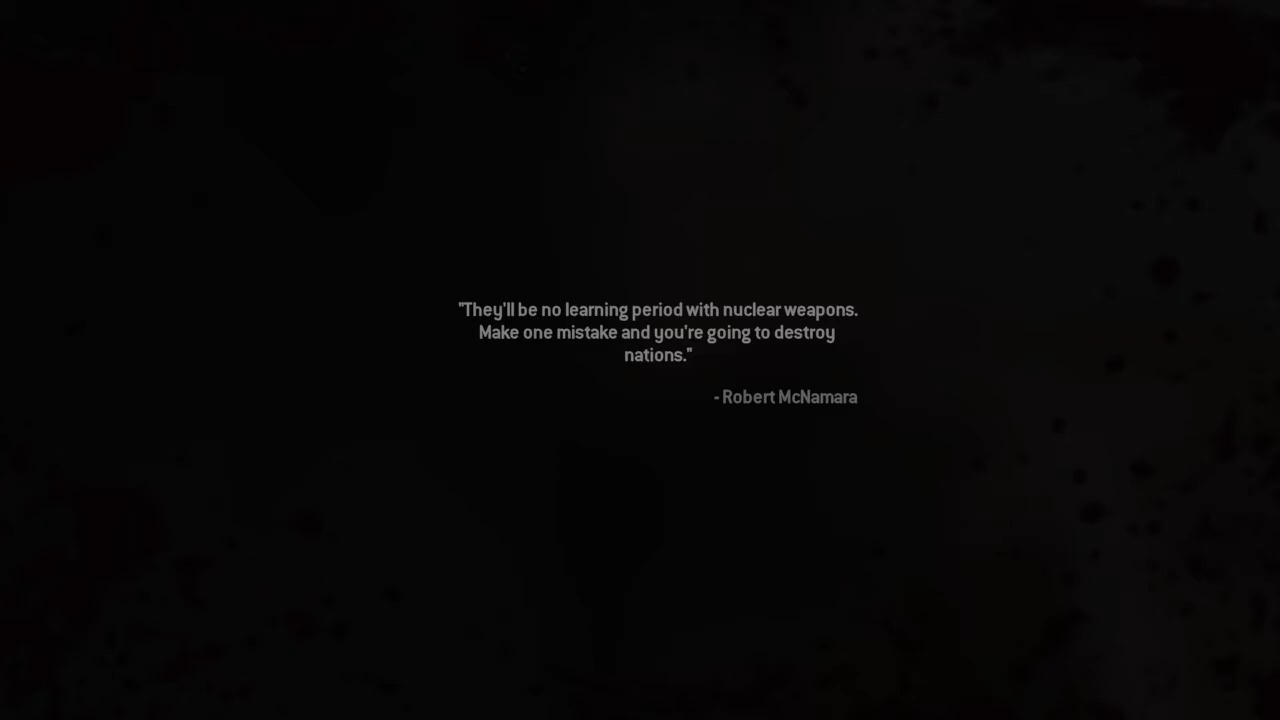 "They'll be no learning period with nuclear weapons.
Make one mistake and you're going to destroy
nations."
- Robert McNamara